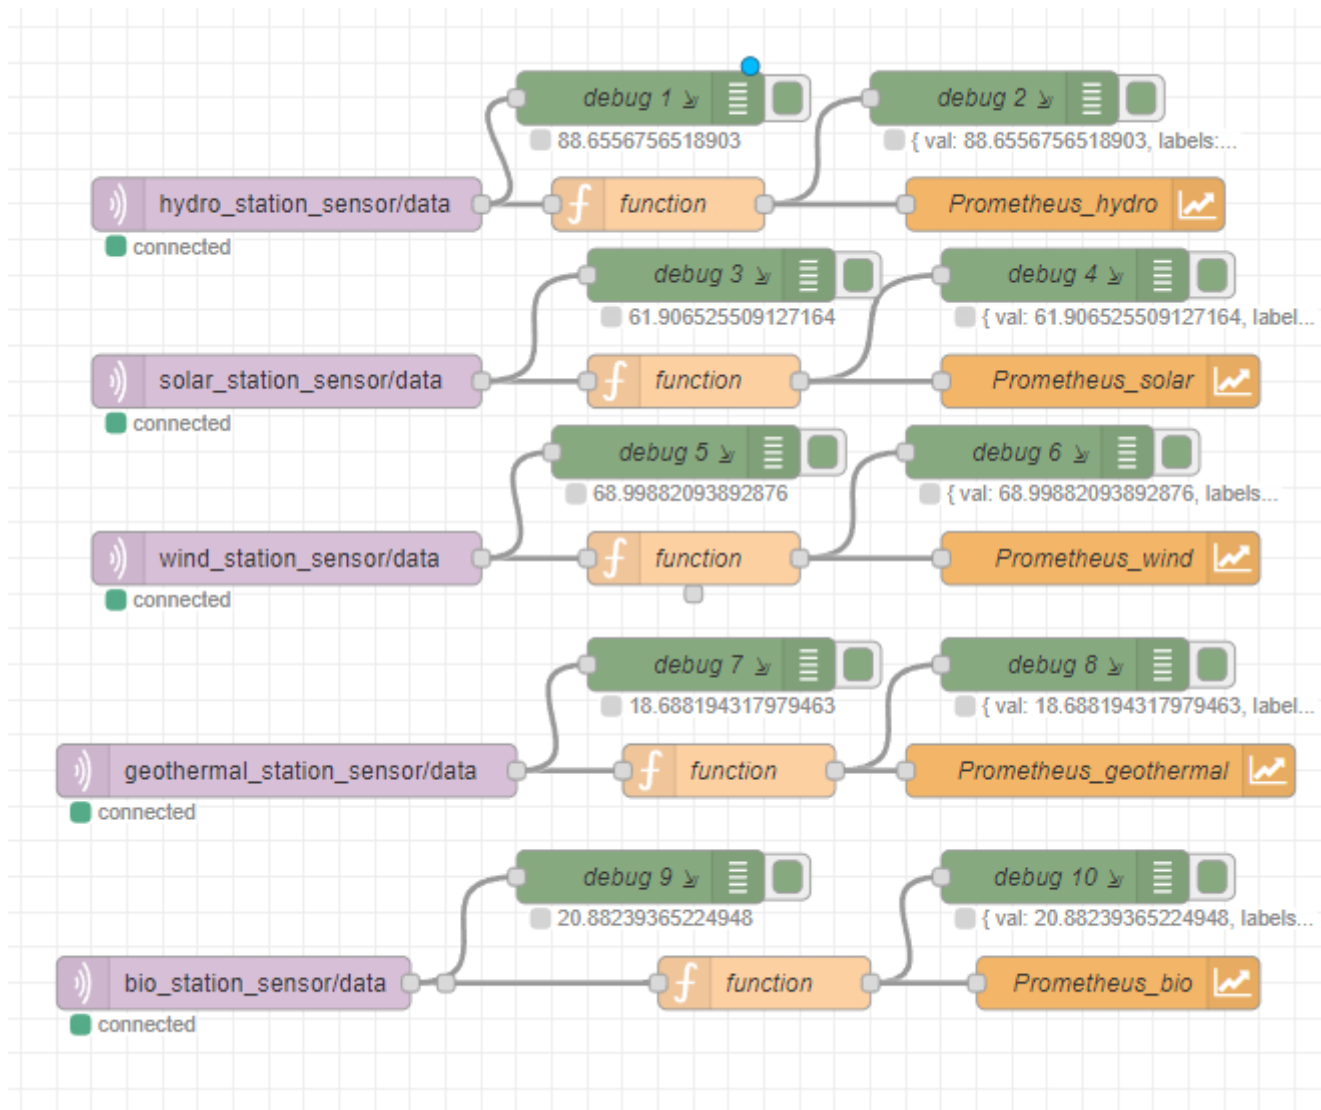 debug 1
debug 2
88.6556756518903
{ val: 88.6556756518903, labels:...
hydro_station_sensor/data
function
Prometheus_hydro
connected
debug 3
debug 4
61.906525509127164
{ val: 61.906525509127164, label...
solar_station_sensor/data
function
Prometheus_solar
connected
debug 5
debug 6
68.99882093892876
{ val: 68.99882093892876, labels...
wind_station_sensor/data
function
Prometheus_wind
connected
debug 7
debug 8
18.688194317979463
{ val: 18.688194317979463, label...
geothermal_station_sensor/data
function
Prometheus_geothermal
connected
debug 9
debug 10
20.88239365224948
{ val: 20.88239365224948, labels...
bio_station_sensor/data
function
Prometheus_bio
connected